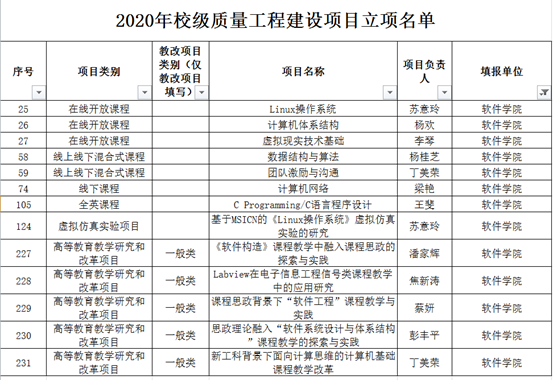 2020年校级质量工程建设项目立项名单
序号 项目类别 教改项目类别（仅教改项目填写） 项目名称 项目负责人 填报单位
25 在线开放课程 Linux操作系统 苏意玲 软件学院
26 在线开放课程 计算机体系结构 杨欢 软件学院
27 在线开放课程 虚拟现实技术基础 李琴 软件学院
58 线上线下混合式课程 数据结构与算法 杨桂芝 软件学院
59 线上线下混合式课程 团队激励与沟通 丁美荣 软件学院
74 线下课程 计算机网络 梁艳 软件学院
105 全英课程 C Programming/C语言程序设计 王斐 软件学院
124 虚拟仿真实验项目 基于MSICN的《Linux操作系统》虚拟仿真实验的研究 苏意玲 软件学院
227 高等教育教学研究和改革项目 一般类 《软件构造》课程教学中融入课程思政的探索与实践 潘家辉 软件学院
228 高等教育教学研究和改革项目 一般类 Labview在电子信息工程信号类课程教学中的应用研究 焦新涛 软件学院
229 高等教育教学研究和改革项目 一般类 课程思政背景下“软件工程”课程教学与实践 蔡妍 软件学院
230 高等教育教学研究和改革项目 一般类 思政理论融入“软件系统设计与体系结构”课程教学的探索与实践 彭丰平 软件学院
231 高等教育教学研究和改革项目 一般类 新工科背景下面向计算思维的计算机基础课程教学改革 丁美荣 软件学院